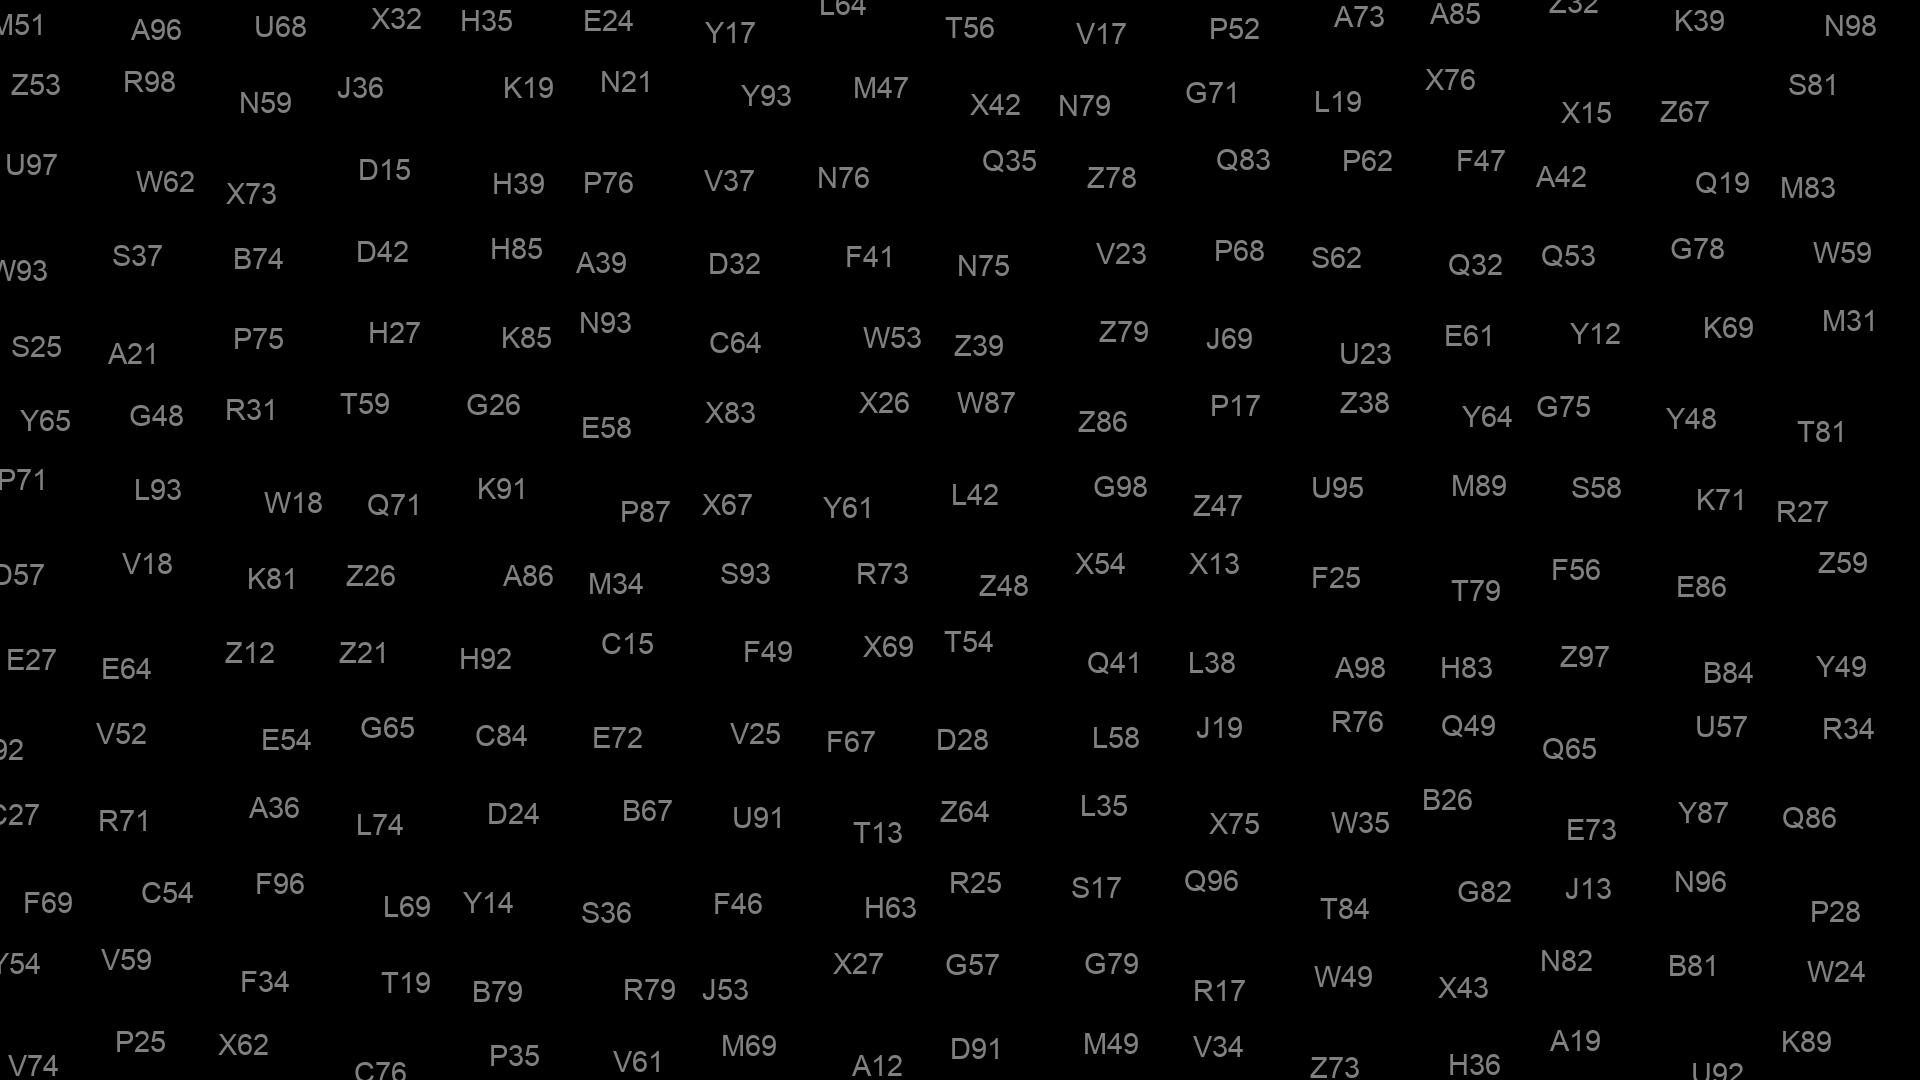 M51 A96 U68 X32 H35 E24 Y17 L64 T56 V17 P52 A73 A85 Z32 K39 N98
Z53 R98 N59 J36 K19 N21 Y93 M47 X42 N79 G71 L19 X76 X15 Z67 S81
U97 W62 X73 D15 H39 P76 V37 N76 Q35 Z78 Q83 P62 F47 A42 Q19 M83
W93 S37 B74 D42 H85 A39 D32 F41 N75 V23 P68 S62 Q32 Q53 G78 W59
S25 A21 P75 H27 K85 N93 C64 W53 Z39 Z79 J69 U23 E61 Y12 K69 M31
Y65 G48 R31 T59 G26 E58 X83 X26 W87 Z86 P17 Z38 Y64 G75 Y48 T81
P71 L93 W18 Q71 K91 P87 X67 Y61 L42 G98 Z47 U95 M89 S58 K71 R27
D57 V18 K81 Z26 A86 M34 S93 R73 Z48 X54 X13 F25 T79 F56 E86 Z59
E27 E64 Z12 Z21 H92 C15 F49 X69 T54 Q41 L38 A98 H83 Z97 B84 Y49
92 V52 E54 G65 C84 E72 V25 F67 D28 L58 J19 R76 Q49 Q65 U57 R34
C27 R71 A36 L74 D24 B67 U91 T13 Z64 L35 X75 W35 B26 E73 Y87 Q86
F69 C54 F96 L69 Y14 S36 F46 H63 R25 S17 Q96 T84 G82 J13 N96 P28
Y54 V59 F34 T19 B79 R79 J53 X27 G57 G79 R17 W49 X43 N82 B81 W24
V74 P25 X62 C76 P35 V61 M69 A12 D91 M49 V34 Z73 H36 A19 U92 K89